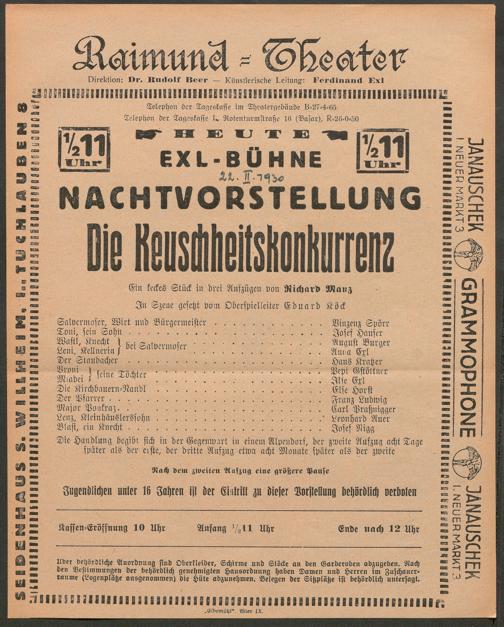 Raimund-Theater
Direktion: Dr. Rudolf Beer — Künstlerische Leitung: Ferdinand Exl
Telephon der Tageskasse im Theatergebäude B-27-4-65
Telephon der Tageskasse I., Rotenturmstraße 16 (Bazar), R-26-0-50
HEUTE
½11 Uhr
EXL-BÜHNE
½11 Uhr
22. II. 1930
NACHTVORSTELLUNG
Die Keuschheitskonkurrenz
Ein keckes Stück in drei Aufzügen von Richard Manz
In Szene gesetzt vom Oberspielleiter Eduard Köck
Salvermoser, Wirt und Bürgermeister . . . Vinzenz Spörr
Toni, sein Sohn . . . Josef Hauser
Wastl, Knecht } bei Salvermoser . . . August Burger
Leni, Kellnerin } . . . Anna Exl
Der Staudacher . . . Hans Kratzer
Vroni } seine Töchter . . . Pepi Gstöttner
Miadei } . . . Ilse Exl
Die Kirchbauern-Nandl . . . Else Horst
Der Pfarrer . . . Franz Ludwig
Major Pankraz . . . Carl Praßnigger
Lenz, Kleinhäuslerssohn . . . Leonhard Auer
Blasl, ein Knecht . . . Josef Nigg
Die Handlung begibt sich in der Gegenwart in einem Alpendorf, der zweite Aufzug acht Tage
später als der erste, der dritte Aufzug etwa acht Monate später als der zweite
Nach dem zweiten Aufzug eine größere Pause
Jugendlichen unter 16 Jahren ist der Eintritt zu dieser Vorstellung behördlich verboten
Kassen-Eröffnung 10 Uhr Anfang ½11 Uhr Ende nach 12 Uhr
Über behördliche Anordnung sind Oberkleider, Schirme und Stöcke an den Garderoben abzugeben. Nach
den Bestimmungen der behördlich genehmigten Hausordnung haben Damen und Herren im Zuschauer-
raume (Logenplätze ausgenommen) die Hüte abzunehmen. Belegen der Sitzplätze ist behördlich untersagt.
Wien IX.
SEIDENHAUS S. WILLHEIM, I., TUCHLAUBEN 8
JANAUSCHEK
I. NEUER MARKT 3
GRAMMOPHONE
JANAUSCHEK
I. NEUER MARKT 3